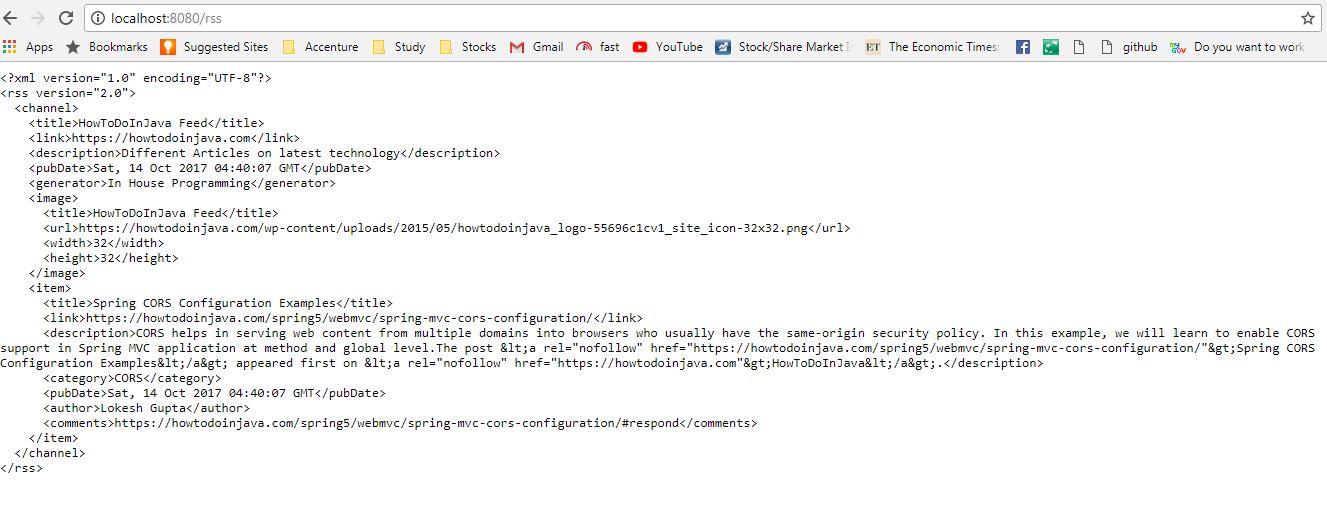 localhost:8080/rss
Apps Bookmarks Suggested Sites Accenture Study Stocks Gmail fast YouTube Stock/Share Market ET The Economic Times: github my GOV Do you want to work
<?xml version="1.0" encoding="UTF-8"?>
<rss version="2.0">
  <channel>
    <title>HowToDoInJava Feed</title>
    <link>https://howtodoinjava.com</link>
    <description>Different Articles on latest technology</description>
    <pubDate>Sat, 14 Oct 2017 04:40:07 GMT</pubDate>
    <generator>In House Programming</generator>
    <image>
      <title>HowToDoInJava Feed</title>
      <url>https://howtodoinjava.com/wp-content/uploads/2015/05/howtodoinjava_logo-55696c1cv1_site_icon-32x32.png</url>
      <width>32</width>
      <height>32</height>
    </image>
    <item>
      <title>Spring CORS Configuration Examples</title>
      <link>https://howtodoinjava.com/spring5/webmvc/spring-mvc-cors-configuration/</link>
      <description>CORS helps in serving web content from multiple domains into browsers who usually have the same-origin security policy. In this example, we will learn to enable CORS
support in Spring MVC application at method and global level.The post &lt;a rel="nofollow" href="https://howtodoinjava.com/spring5/webmvc/spring-mvc-cors-configuration/"&gt;Spring CORS
Configuration Examples&lt;/a&gt; appeared first on &lt;a rel="nofollow" href="https://howtodoinjava.com"&gt;HowToDoInJava&lt;/a&gt;.</description>
      <category>CORS</category>
      <pubDate>Sat, 14 Oct 2017 04:40:07 GMT</pubDate>
      <author>Lokesh Gupta</author>
      <comments>https://howtodoinjava.com/spring5/webmvc/spring-mvc-cors-configuration/#respond</comments>
    </item>
  </channel>
</rss>